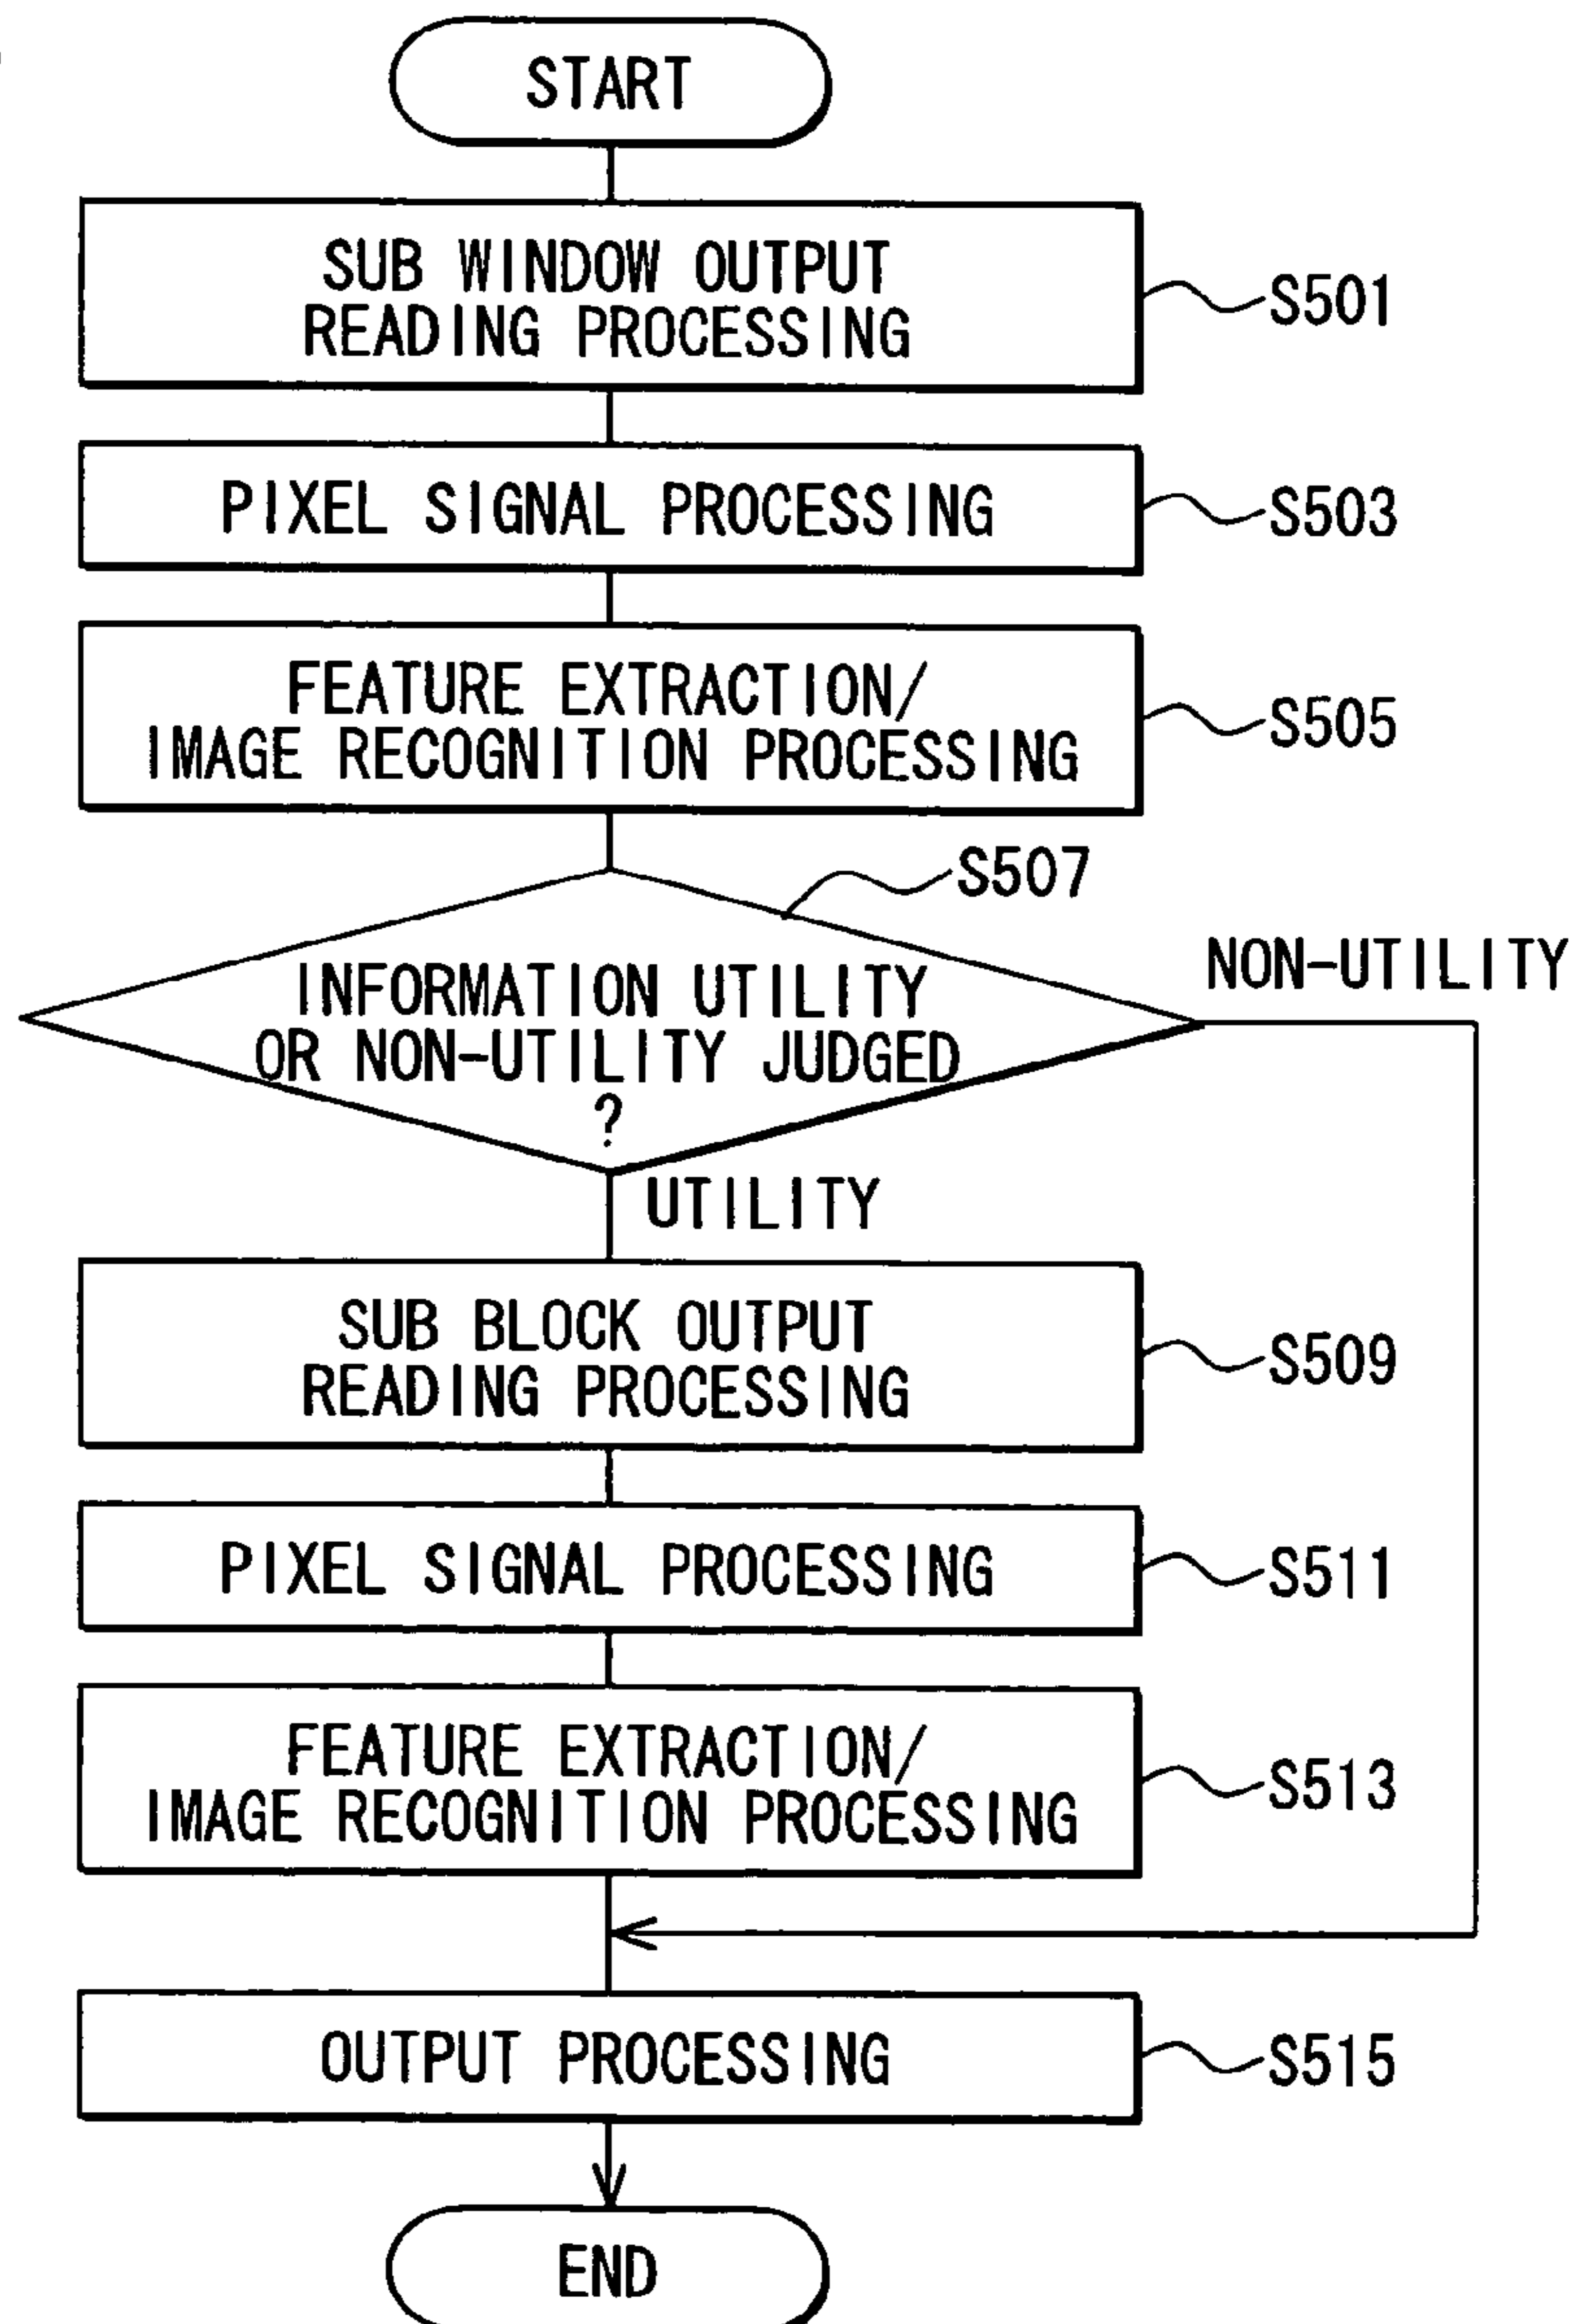 START
SUB WINDOW OUTPUT
READING PROCESSING
S501
PIXEL SIGNAL PROCESSING
S503
FEATURE EXTRACTION/
IMAGE RECOGNITION PROCESSING
S505
S507
NON-UTILITY
INFORMATION UTILITY
OR NON-UTILITY JUDGED
?
UTILITY
SUB BLOCK OUTPUT
READING PROCESSING
S509
PIXEL SIGNAL PROCESSING
S511
FEATURE EXTRACTION/
IMAGE RECOGNITION PROCESSING
S513
OUTPUT PROCESSING
S515
END